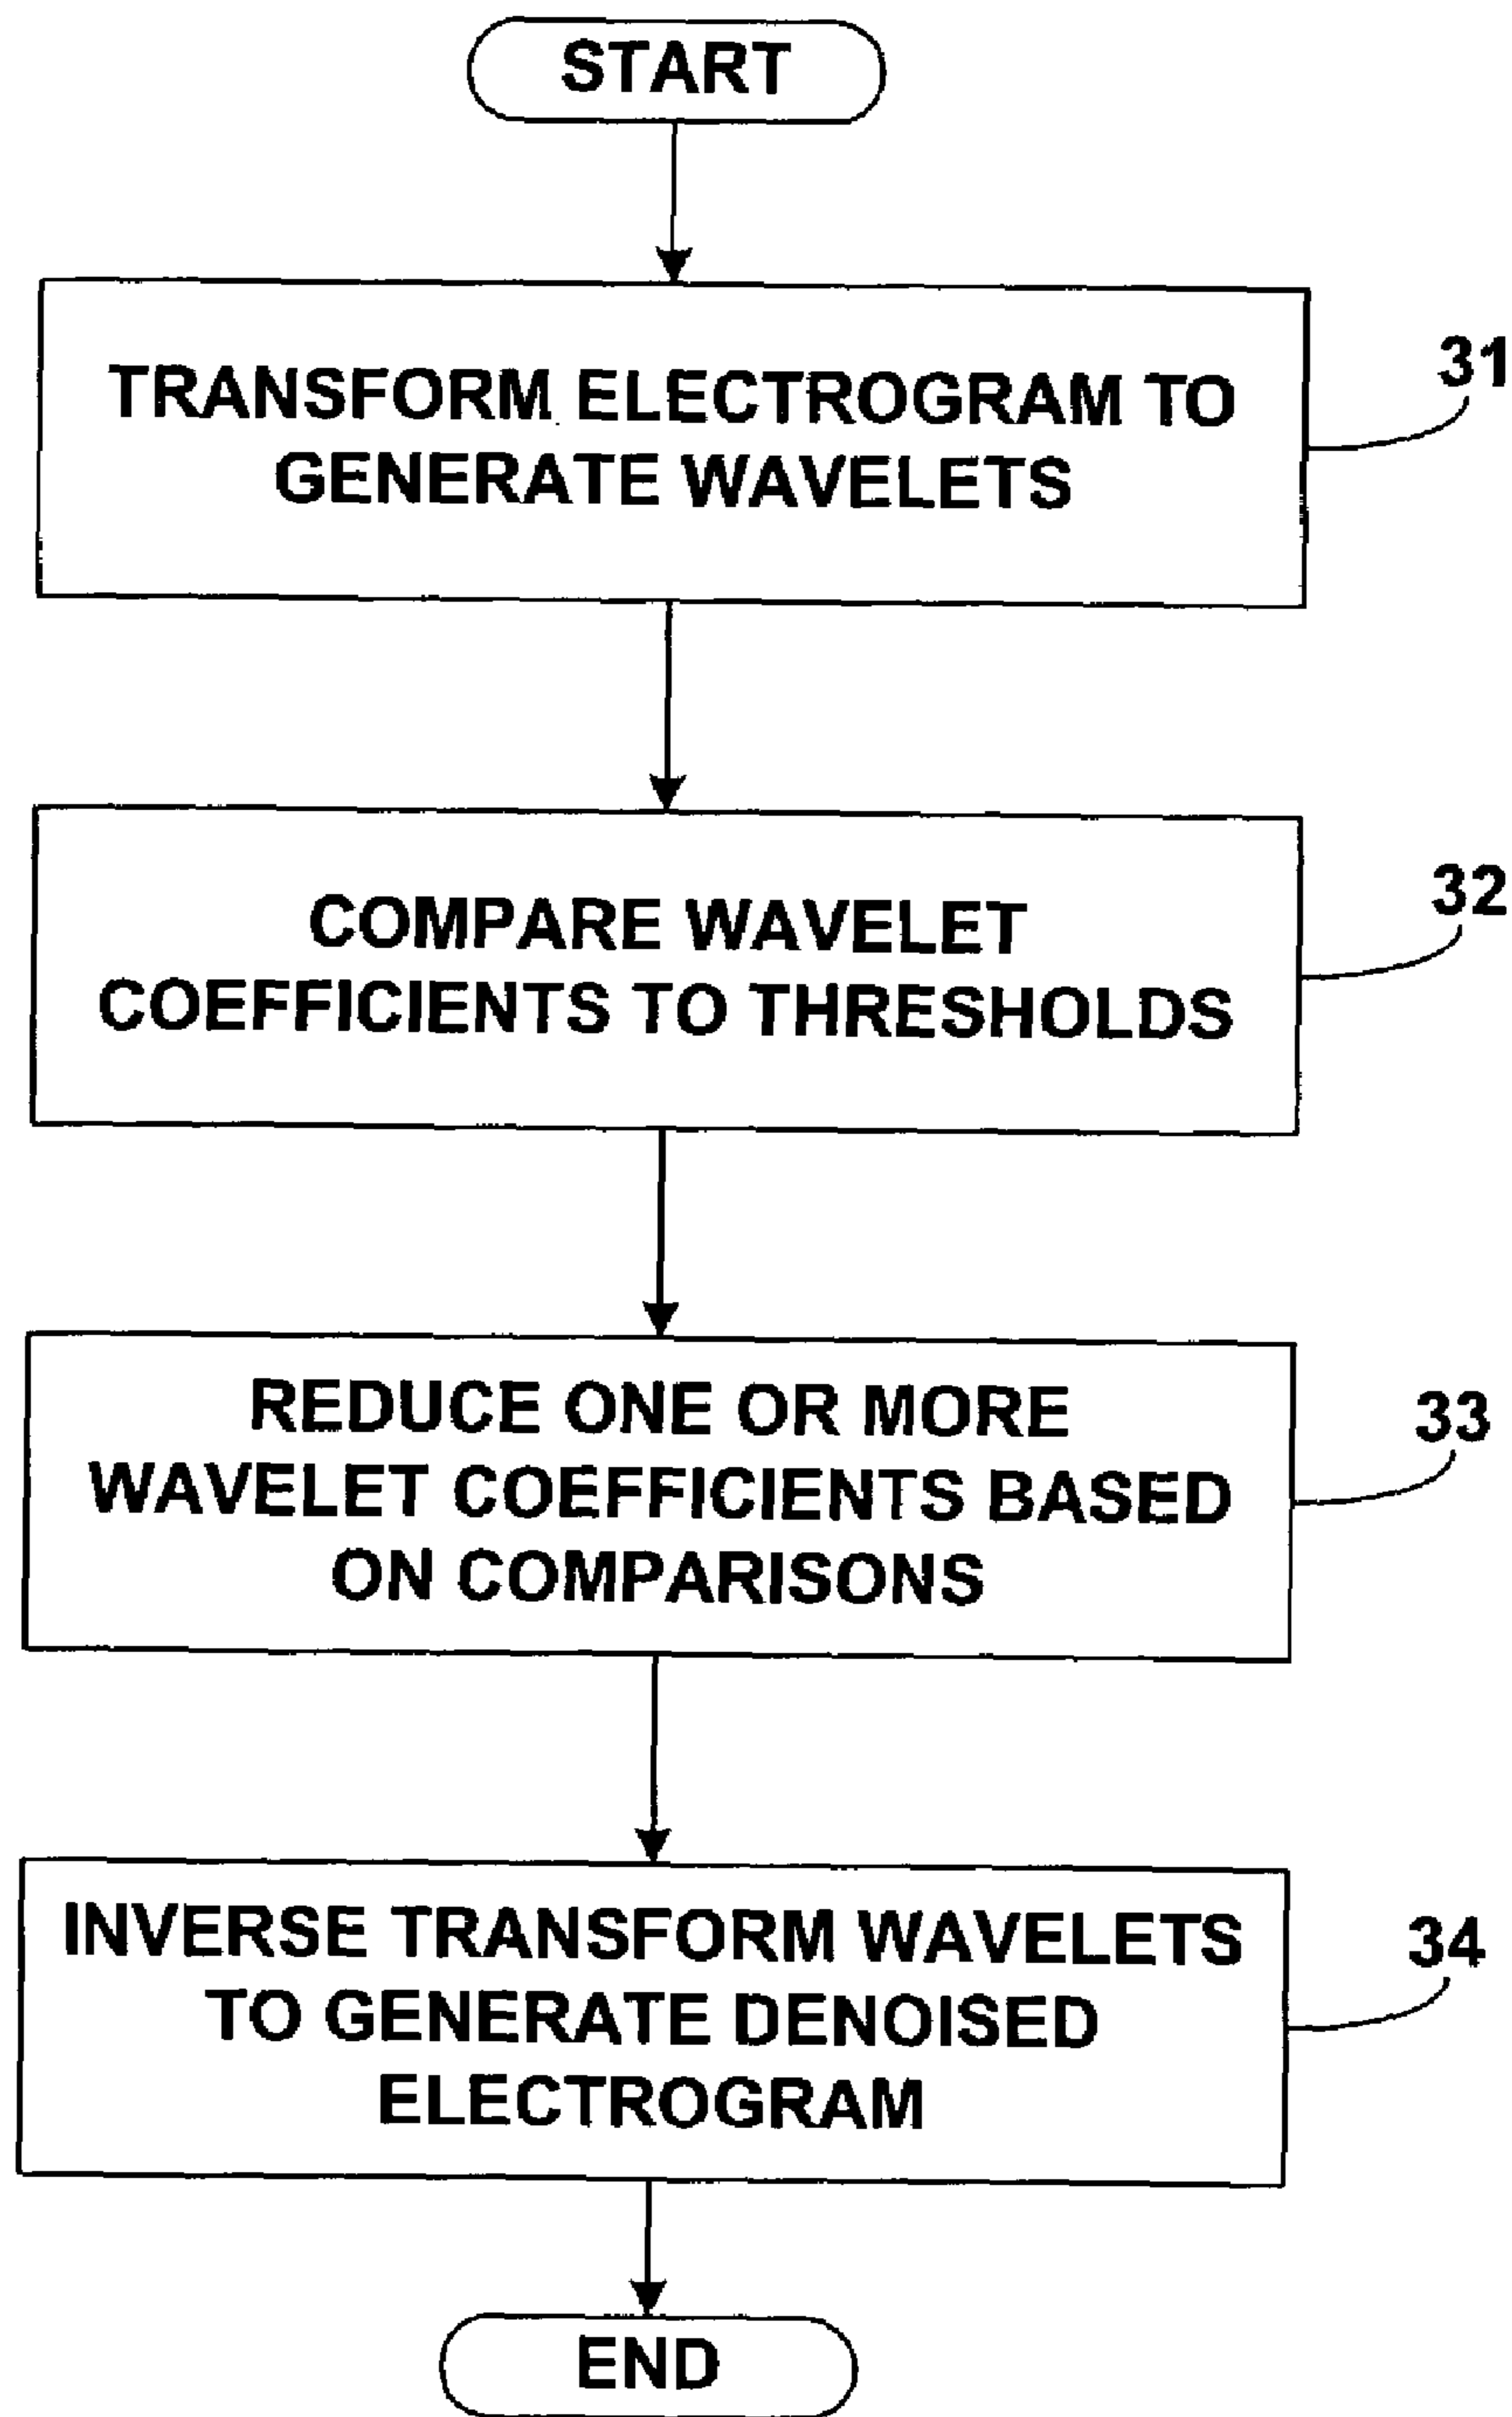 START
TRANSFORM ELECTROGRAM TO
GENERATE WAVELETS
31
COMPARE WAVELET
COEFFICIENTS TO THRESHOLDS
32
REDUCE ONE OR MORE
WAVELET COEFFICIENTS BASED
ON COMPARISONS
33
INVERSE TRANSFORM WAVELETS
TO GENERATE DENOISED
ELECTROGRAM
34
END